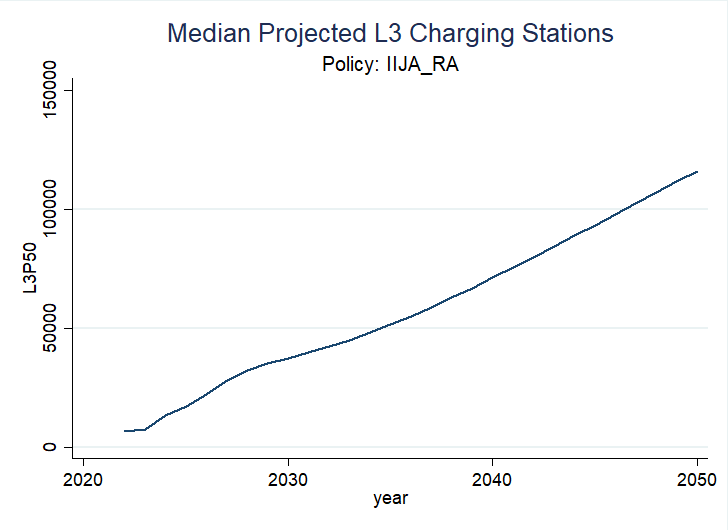 Median Projected L3 Charging Stations
Policy: IIJA_RA
150000
100000
50000
0
L3P50
2020 2030 2040 2050
year